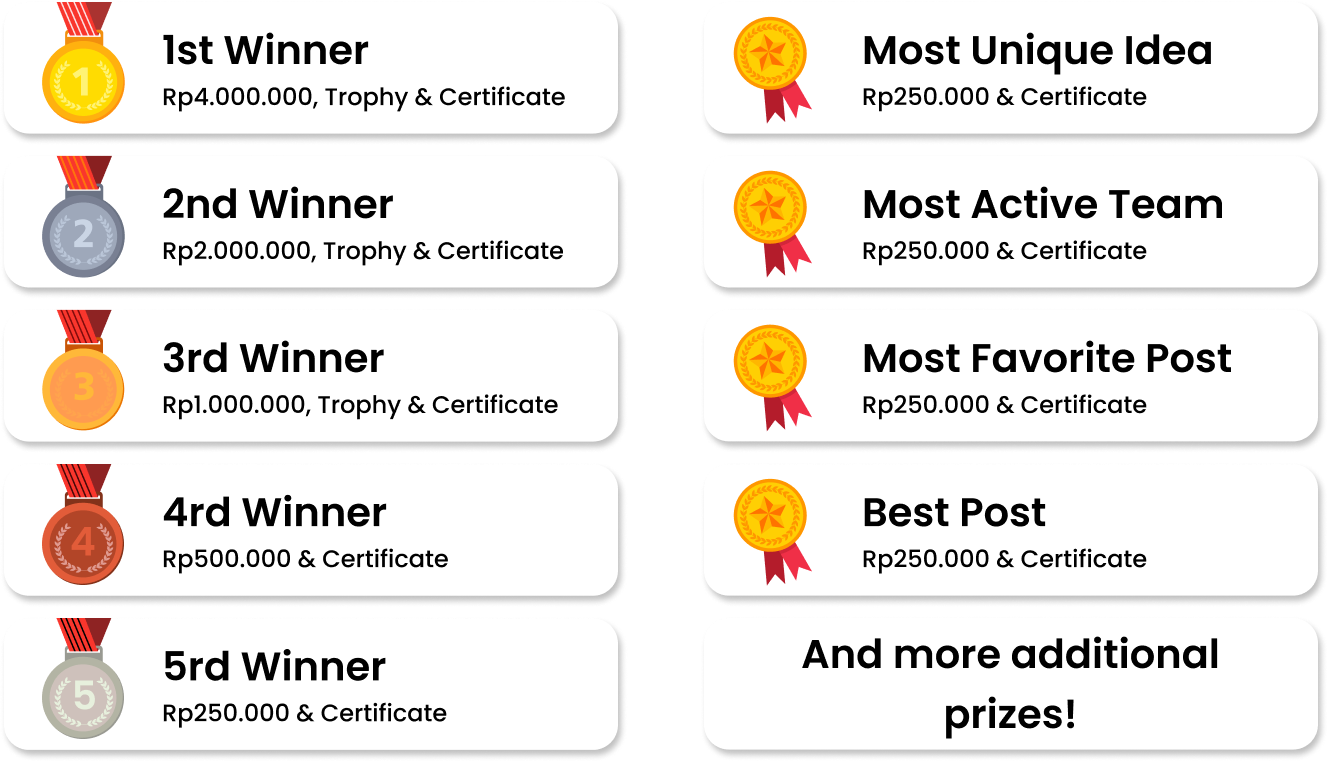 1
1st Winner
Rp4.000.000, Trophy & Certificate
2
2nd Winner
Rp2.000.000, Trophy & Certificate
3
3rd Winner
Rp1.000.000, Trophy & Certificate
4
4rd Winner
Rp500.000 & Certificate
5
5rd Winner
Rp250.000 & Certificate
Most Unique Idea
Rp250.000 & Certificate
Most Active Team
Rp250.000 & Certificate
Most Favorite Post
Rp250.000 & Certificate
Best Post
Rp250.000 & Certificate
And more additional
prizes!